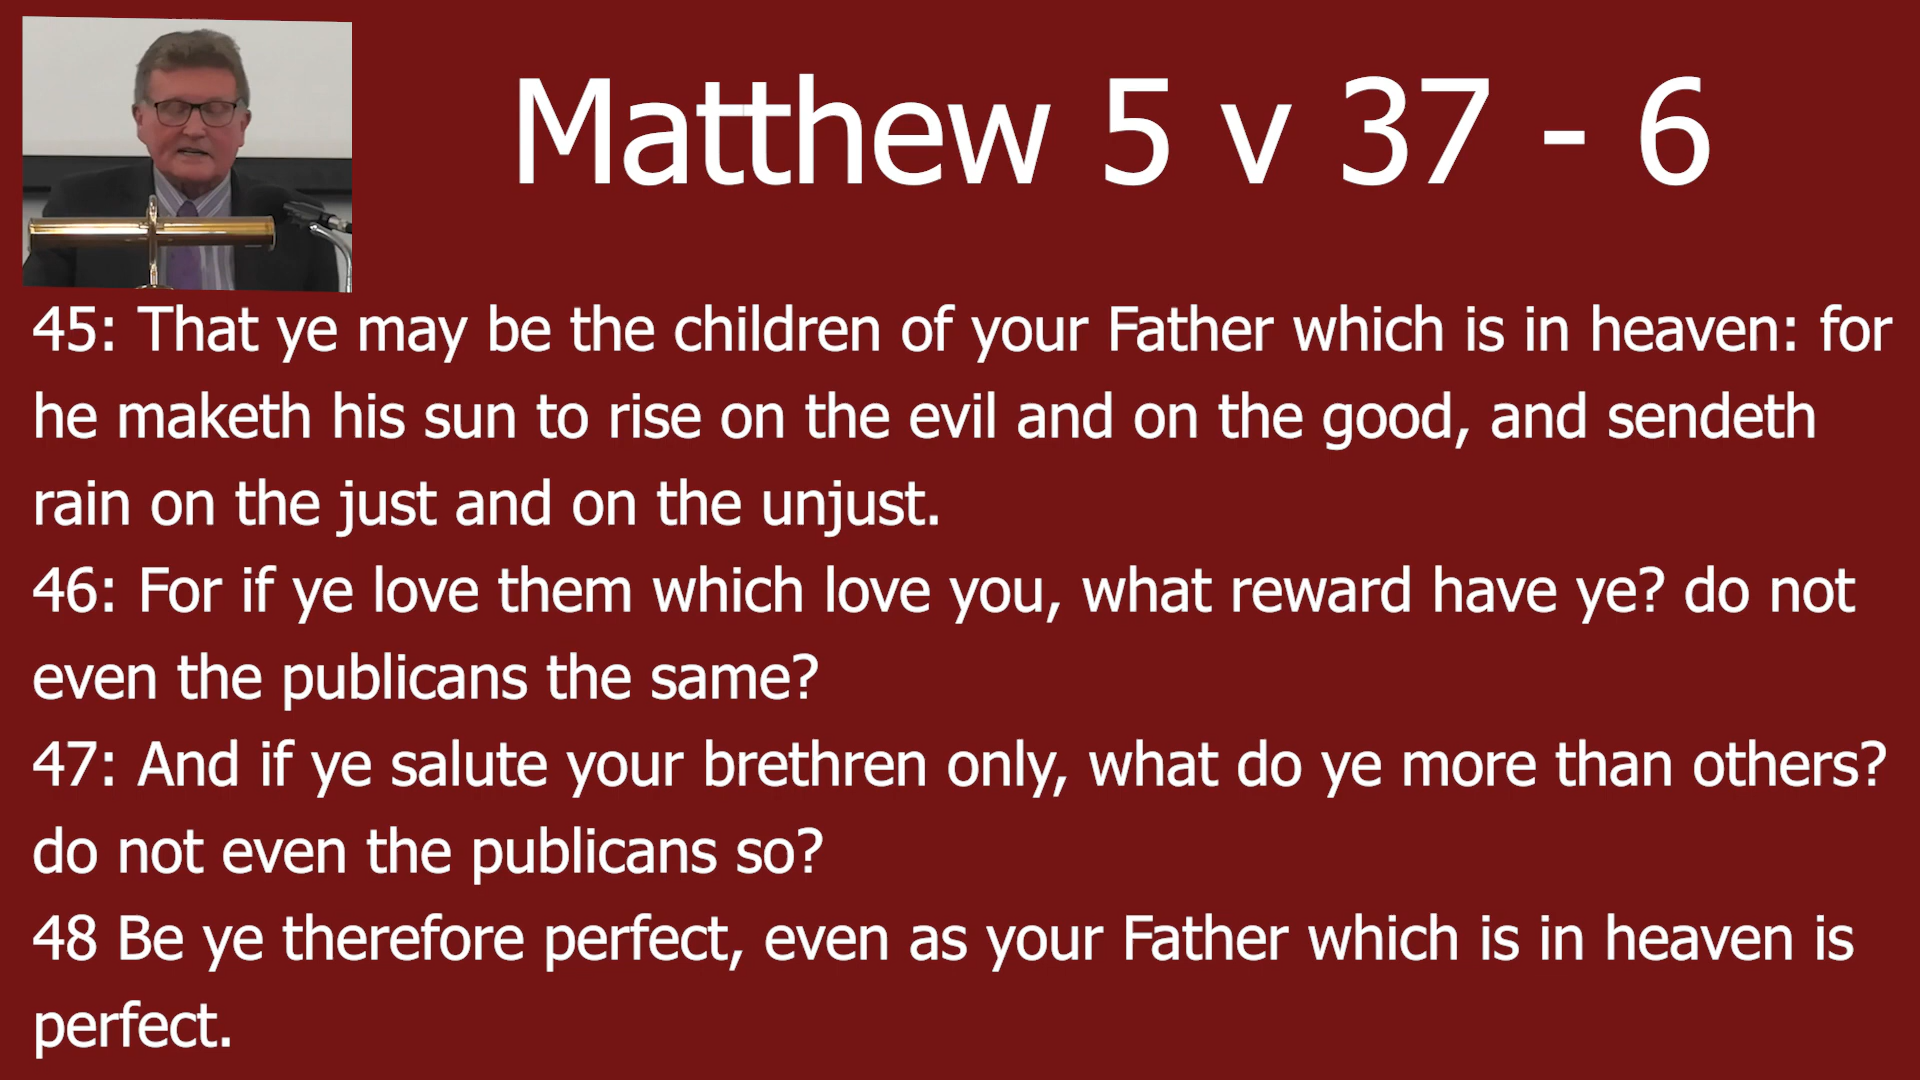 Matthew 5 v 37 - 6
45: That ye may be the children of your Father which is in heaven: for
he maketh his sun to rise on the evil and on the good, and sendeth
rain on the just and on the unjust.
46: For if ye love them which love you, what reward have ye? do not
even the publicans the same?
47: And if ye salute your brethren only, what do ye more than others?
do not even the publicans so?
48 Be ye therefore perfect, even as your Father which is in heaven is
perfect.